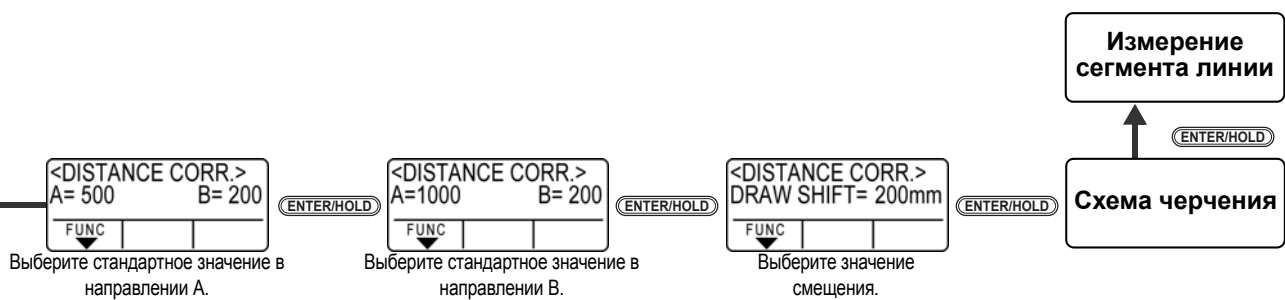 Измерение
сегмента линии
ENTER/HOLD
<DISTANCE CORR.>
A= 500 B= 200
FUNC
Выберите стандартное значение в
направлении A.
ENTER/HOLD
<DISTANCE CORR.>
A=1000 B= 200
FUNC
Выберите стандартное значение в
направлении B.
ENTER/HOLD
<DISTANCE CORR.>
DRAW SHIFT= 200mm
FUNC
Выберите значение
смещения.
ENTER/HOLD
Схема черчения